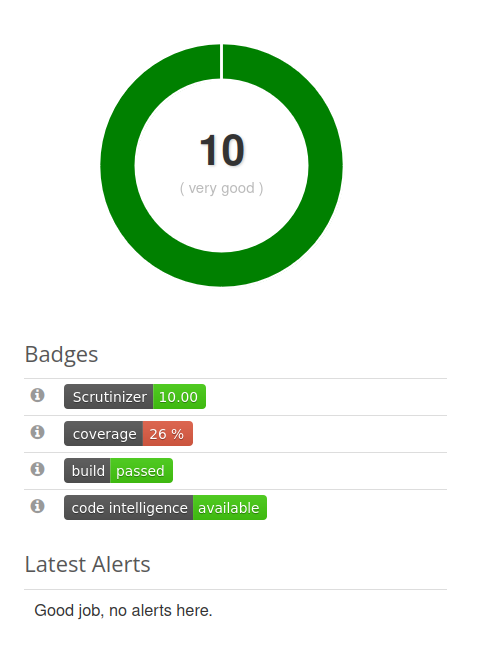 10
( very good )
Badges
Scrutinizer 10.00
coverage 26 %
build passed
code intelligence available
Latest Alerts
Good job, no alerts here.